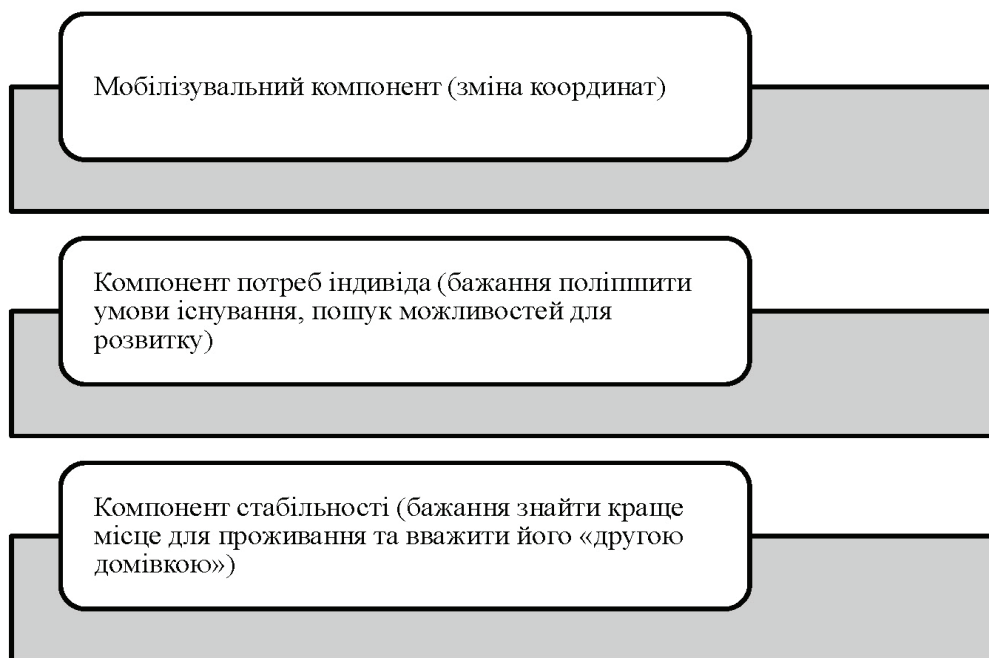 Мобілізувальний компонент (зміна координат)
Компонент потреб індивіда (бажання поліпшити
умови існування, пошук можливостей для
розвитку)
Компонент стабільності (бажання знайти краще
місце для проживання та вважити його «другою
домівкою»)